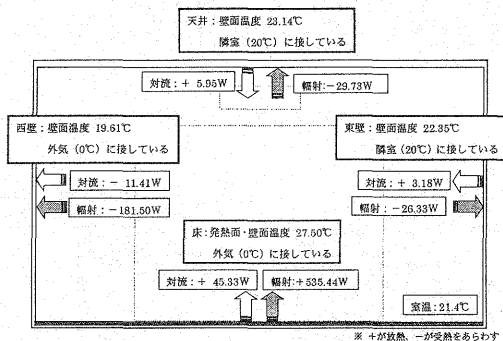 天井：壁面温度 23.14℃
隣室（20℃）に接している
対流：＋ 5.95W
輻射：−29.73W
西壁：壁面温度 19.61℃
外気（0℃）に接している
東壁：壁面温度 22.35℃
隣室（20℃）に接している
対流：− 11.41W
輻射：−181.50W
対流：＋ 3.18W
輻射：−26.33W
床：発熱面・壁面温度 27.50℃
外気（0℃）に接している
対流：＋ 45.33W
輻射：＋535.44W
室温：21.4℃
※ ＋が放熱、−が受熱をあらわす